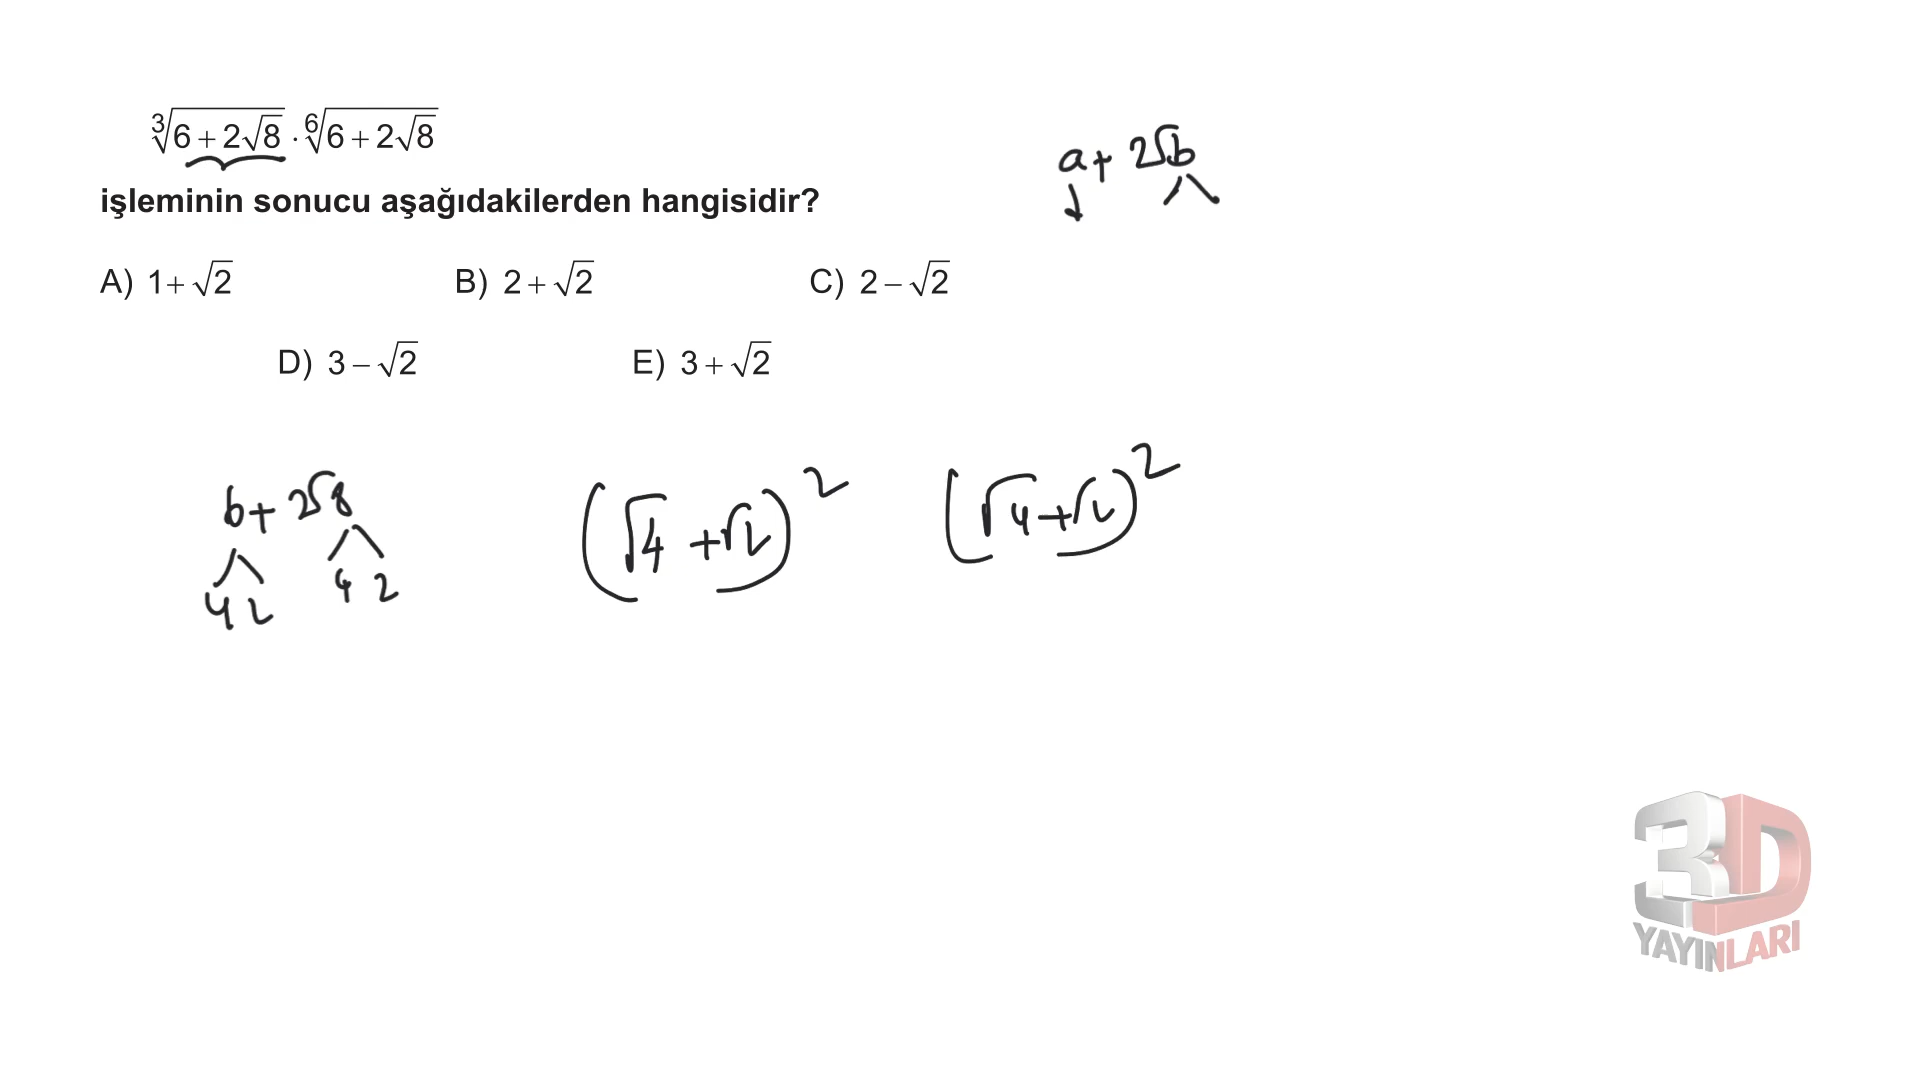 ∛(6 + 2√8) · ⁶√(6 + 2√8)
a + 2√b
işleminin sonucu aşağıdakilerden hangisidir?
A) 1 + √2 B) 2 + √2 C) 2 − √2
D) 3 − √2 E) 3 + √2
6 + 2√8 (√4 + √2)² (√4 + √2)²
4 2 4 2
3D
YAYINLARI